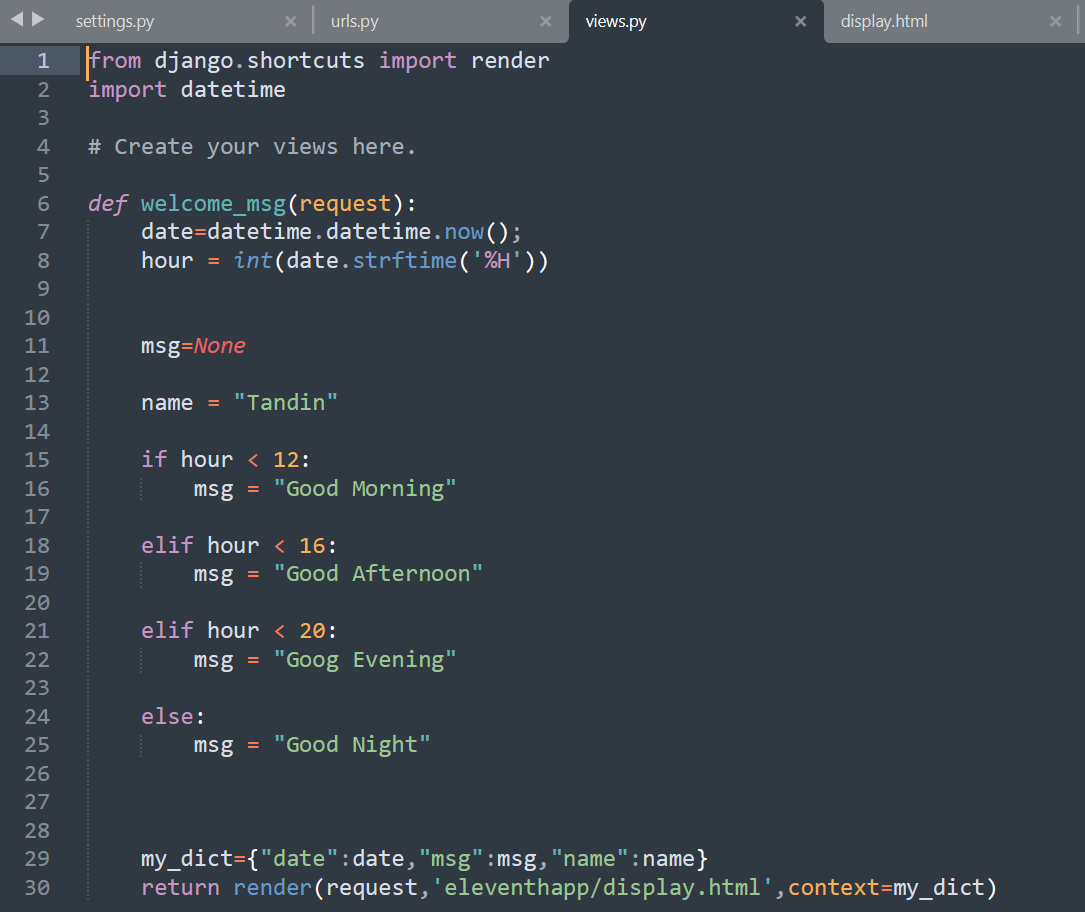 settings.py × urls.py × views.py × display.html ×
1 from django.shortcuts import render
2 import datetime
3
4 # Create your views here.
5
6 def welcome_msg(request):
7     date=datetime.datetime.now();
8     hour = int(date.strftime('%H'))
9
10
11     msg=None
12
13     name = "Tandin"
14
15     if hour < 12:
16         msg = "Good Morning"
17
18     elif hour < 16:
19         msg = "Good Afternoon"
20
21     elif hour < 20:
22         msg = "Goog Evening"
23
24     else:
25         msg = "Good Night"
26
27
28
29     my_dict={"date":date,"msg":msg,"name":name}
30     return render(request,'eleventhapp/display.html',context=my_dict)